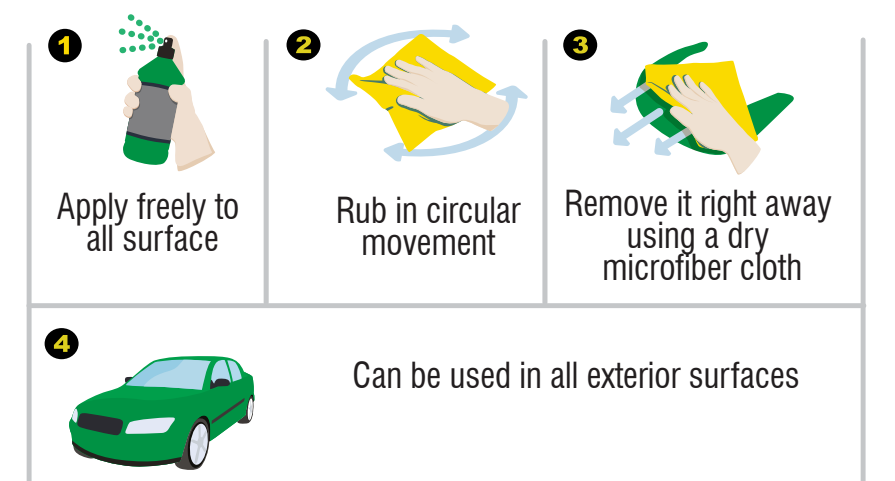 1
Apply freely to
all surface
2
Rub in circular
movement
3
Remove it right away
using a dry
microfiber cloth
4
Can be used in all exterior surfaces